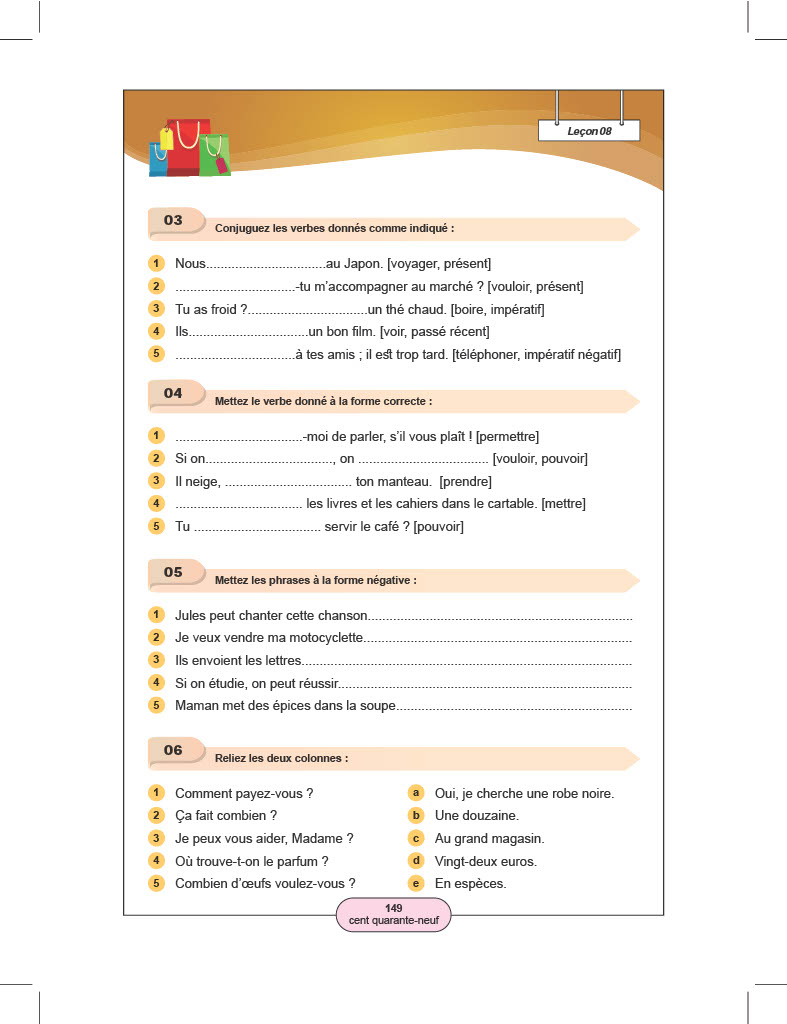 Leçon 08
03 Conjuguez les verbes donnés comme indiqué :
1 Nous.................................au Japon. [voyager, présent]
2 .................................-tu m’accompagner au marché ? [vouloir, présent]
3 Tu as froid ?.................................un thé chaud. [boire, impératif]
4 Ils.................................un bon film. [voir, passé récent]
5 .................................à tes amis ; il est trop tard. [téléphoner, impératif négatif]
04 Mettez le verbe donné à la forme correcte :
1 ...................................-moi de parler, s’il vous plaît ! [permettre]
2 Si on..................................., on .................................... [vouloir, pouvoir]
3 Il neige, ................................... ton manteau. [prendre]
4 ................................... les livres et les cahiers dans le cartable. [mettre]
5 Tu ................................... servir le café ? [pouvoir]
05 Mettez les phrases à la forme négative :
1 Jules peut chanter cette chanson.........................................................................
2 Je veux vendre ma motocyclette..........................................................................
3 Ils envoient les lettres...........................................................................................
4 Si on étudie, on peut réussir.................................................................................
5 Maman met des épices dans la soupe.................................................................
06 Reliez les deux colonnes :
1 Comment payez-vous ? a Oui, je cherche une robe noire.
2 Ça fait combien ? b Une douzaine.
3 Je peux vous aider, Madame ? c Au grand magasin.
4 Où trouve-t-on le parfum ? d Vingt-deux euros.
5 Combien d’œufs voulez-vous ? e En espèces.
149
cent quarante-neuf